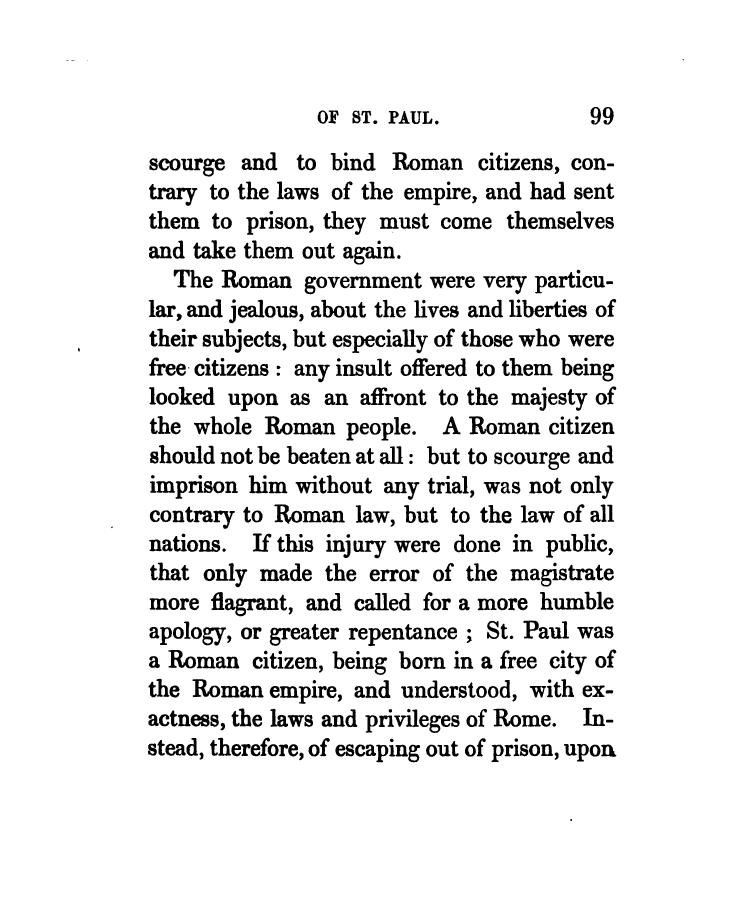 OF ST. PAUL. 99
scourge and to bind Roman citizens, con-
trary to the laws of the empire, and had sent
them to prison, they must come themselves
and take them out again.
The Roman government were very particu-
lar, and jealous, about the lives and liberties of
their subjects, but especially of those who were
free citizens : any insult offered to them being
looked upon as an affront to the majesty of
the whole Roman people. A Roman citizen
should not be beaten at all : but to scourge and
imprison him without any trial, was not only
contrary to Roman law, but to the law of all
nations. If this injury were done in public,
that only made the error of the magistrate
more flagrant, and called for a more humble
apology, or greater repentance ; St. Paul was
a Roman citizen, being born in a free city of
the Roman empire, and understood, with ex-
actness, the laws and privileges of Rome. In-
stead, therefore, of escaping out of prison, upon